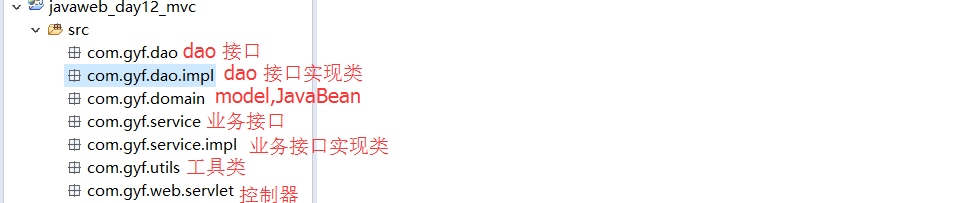 javaweb_day12_mvc
src
com.gyf.dao dao 接口
com.gyf.dao.impl dao 接口实现类
com.gyf.domain model,JavaBean
com.gyf.service 业务接口
com.gyf.service.impl 业务接口实现类
com.gyf.utils 工具类
com.gyf.web.servlet 控制器